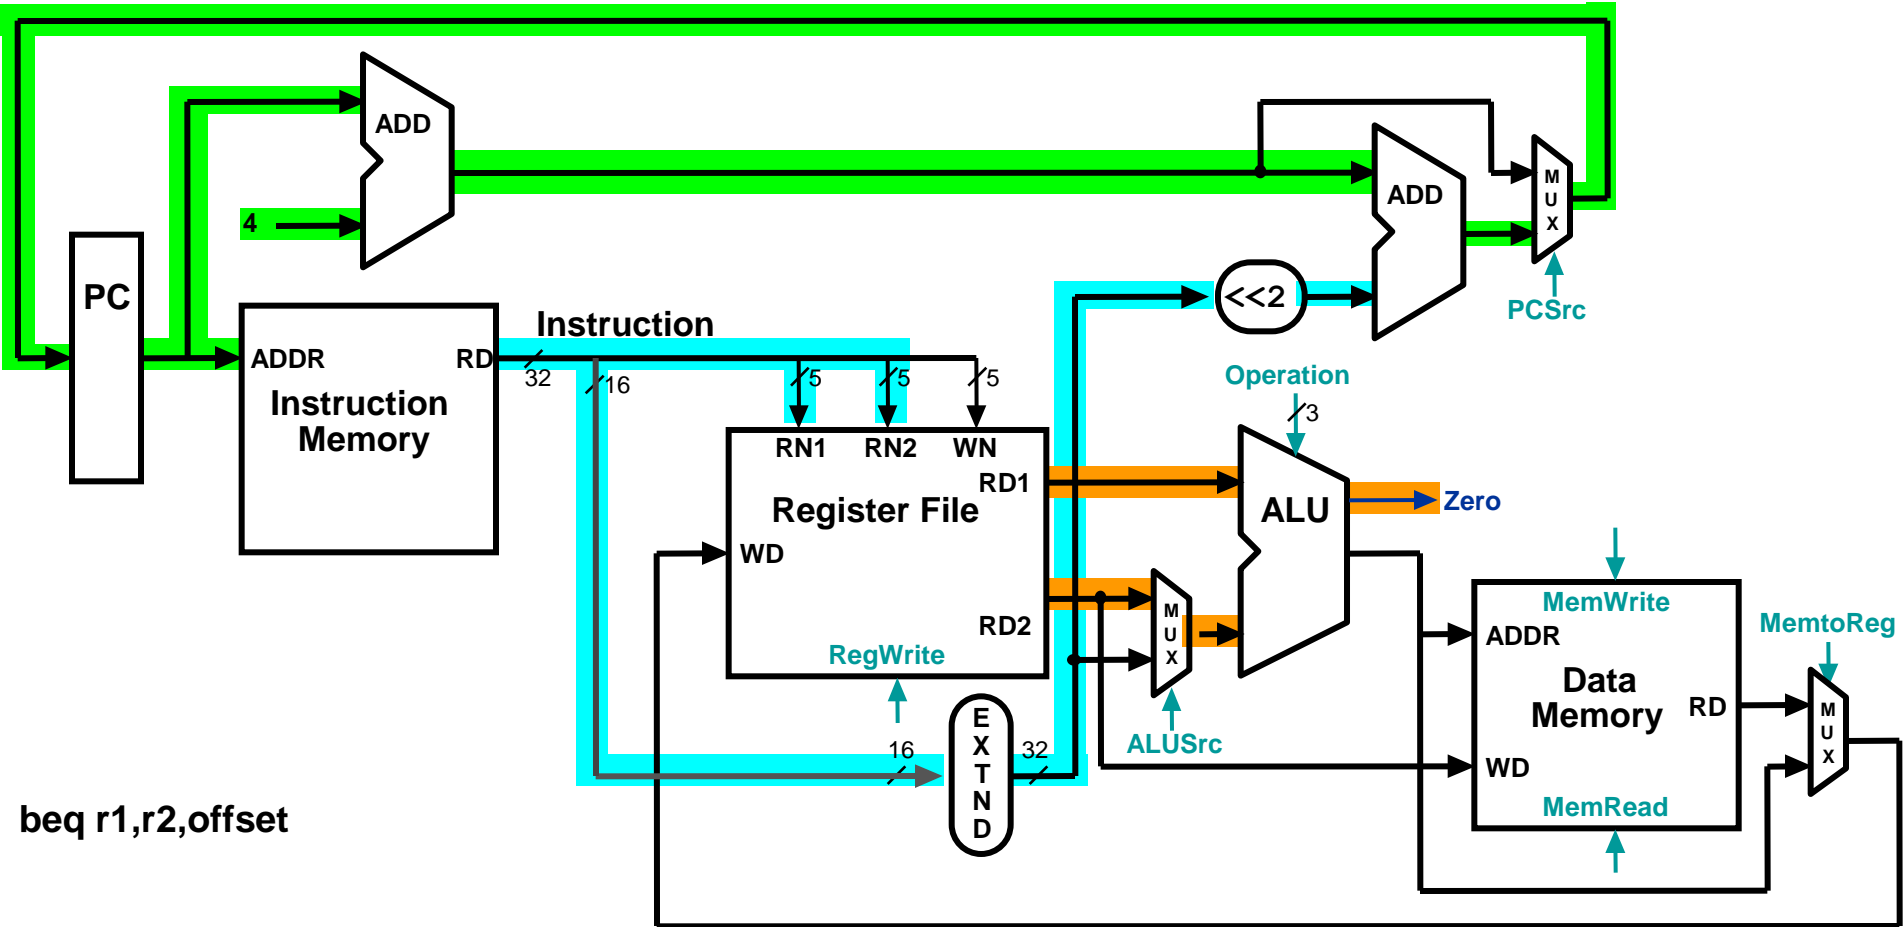 ADD
4
PC
ADD
M
U
X
PCSrc
<<2
Instruction
ADDR
RD
32
16
5
5
5
Instruction
Memory
Operation
3
RN1
RN2
WN
RD1
Register File
ALU
Zero
WD
RD2
RegWrite
M
U
X
ALUSrc
MemWrite
ADDR
Data
Memory
RD
WD
MemRead
MemtoReg
M
U
X
16
E
X
T
N
D
32
beq r1,r2,offset